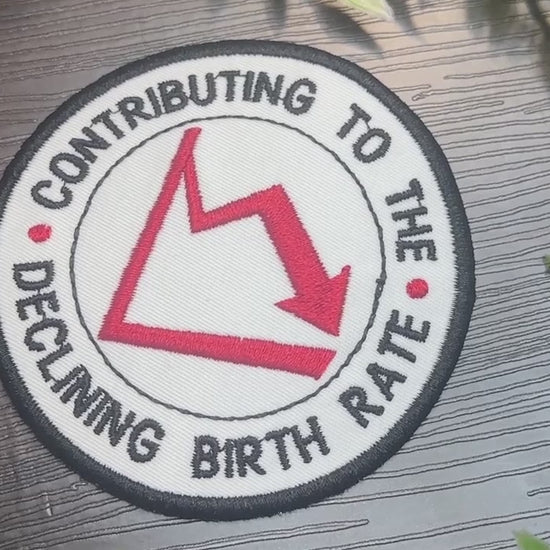 CONTRIBUTING TO THE
DECLINING BIRTH RATE